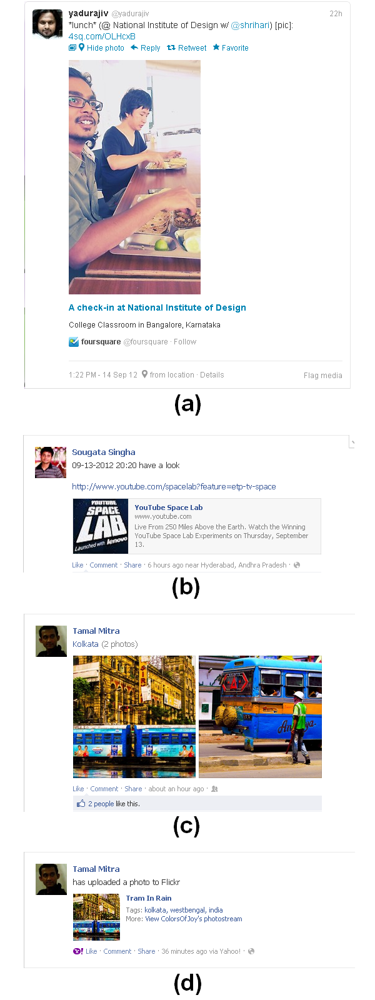 yadurajiv @yadurajiv 22h
*lunch* (@ National Institute of Design w/ @shrihari) [pic]:
4sq.com/OLHcxB
Hide photo Reply Retweet Favorite
A check-in at National Institute of Design
College Classroom in Bangalore, Karnataka
foursquare @foursquare · Follow
1:22 PM - 14 Sep 12 from location · Details Flag media
(a)
Sougata Singha
09-13-2012 20:20 have a look
http://www.youtube.com/spacelab?feature=etp-tv-space
YOUTUBE
SPACE
LAB
Launched with lenovo
YouTube Space Lab
www.youtube.com
Live From 250 Miles Above the Earth. Watch the Winning
YouTube Space Lab Experiments on Thursday, September
13.
Like · Comment · Share · 6 hours ago near Hyderabad, Andhra Pradesh ·
(b)
Tamal Mitra
Kolkata (2 photos)
Like · Comment · Share · about an hour ago ·
2 people like this.
(c)
Tamal Mitra
has uploaded a photo to Flickr
Tram In Rain
Tags: kolkata, westbengal, india
More: View ColorsOfJoy's photostream
Y! Like · Comment · Share · 36 minutes ago via Yahoo! ·
(d)